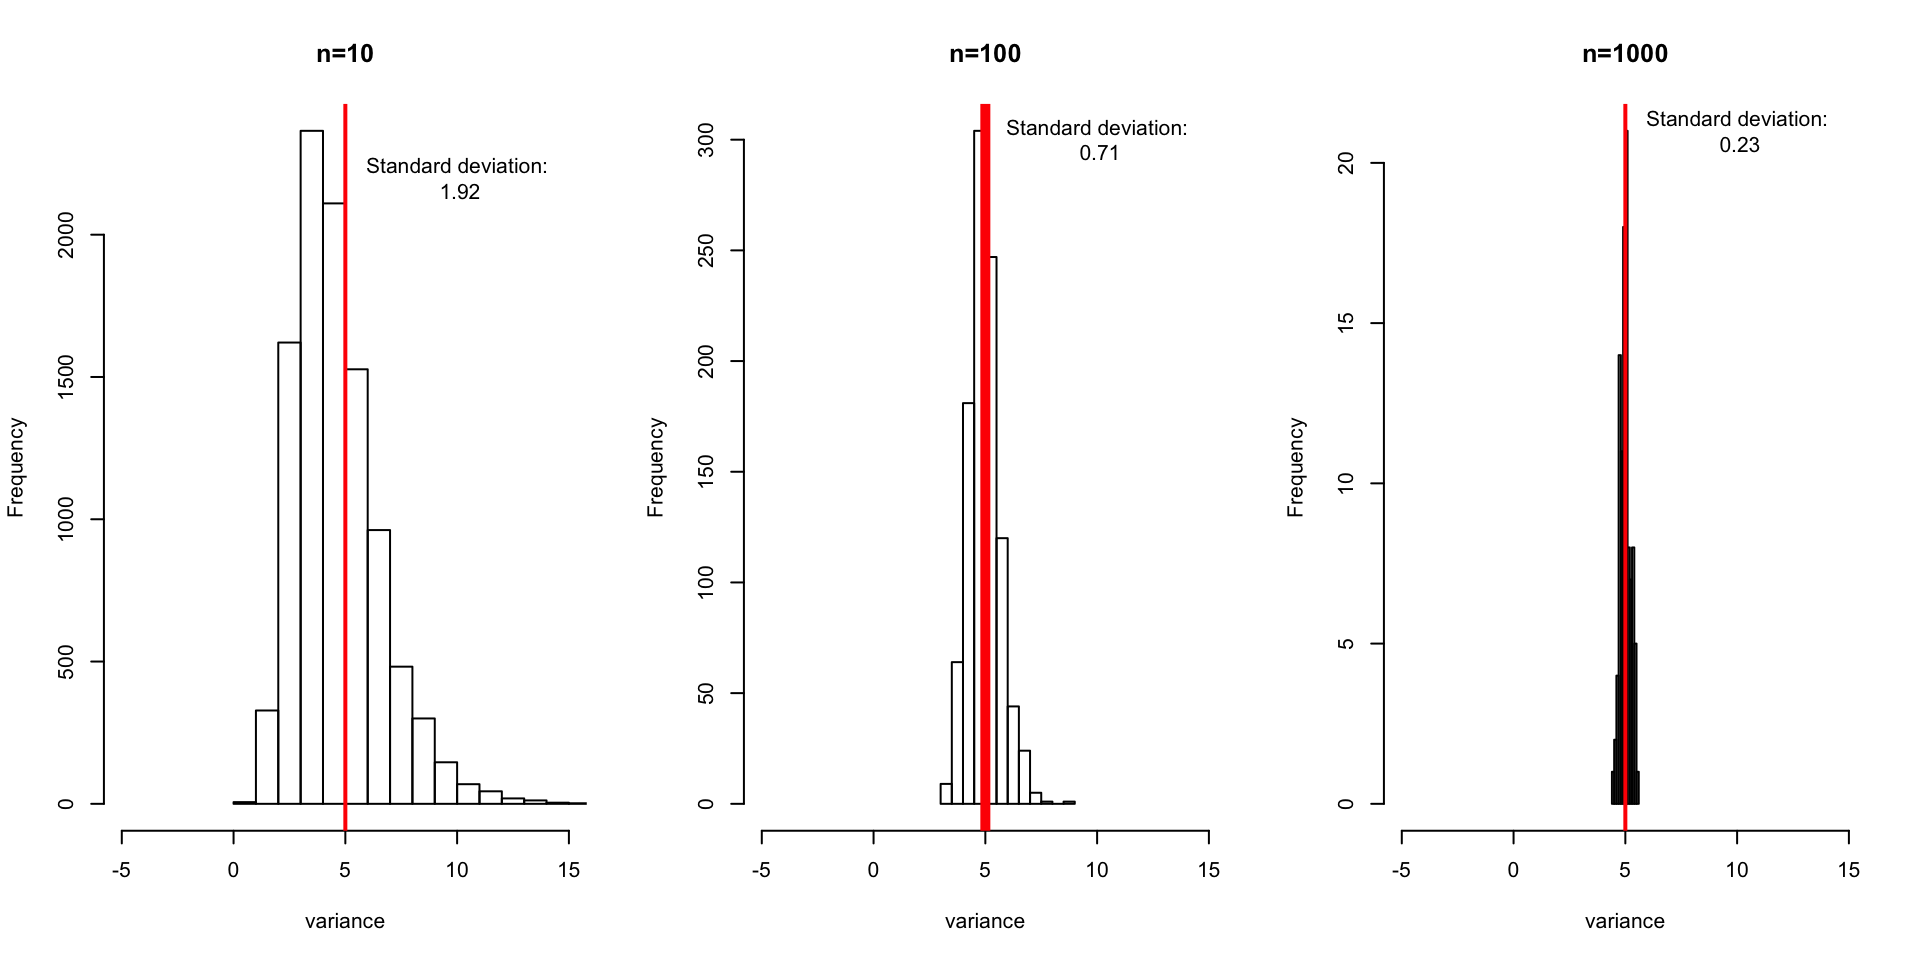 n=10
Standard deviation:
1.92
Frequency
2000
1500
1000
500
0
-5 0 5 10 15
variance
n=100
Standard deviation:
0.71
Frequency
300
250
200
150
100
50
0
-5 0 5 10 15
variance
n=1000
Standard deviation:
0.23
Frequency
20
15
10
5
0
-5 0 5 10 15
variance